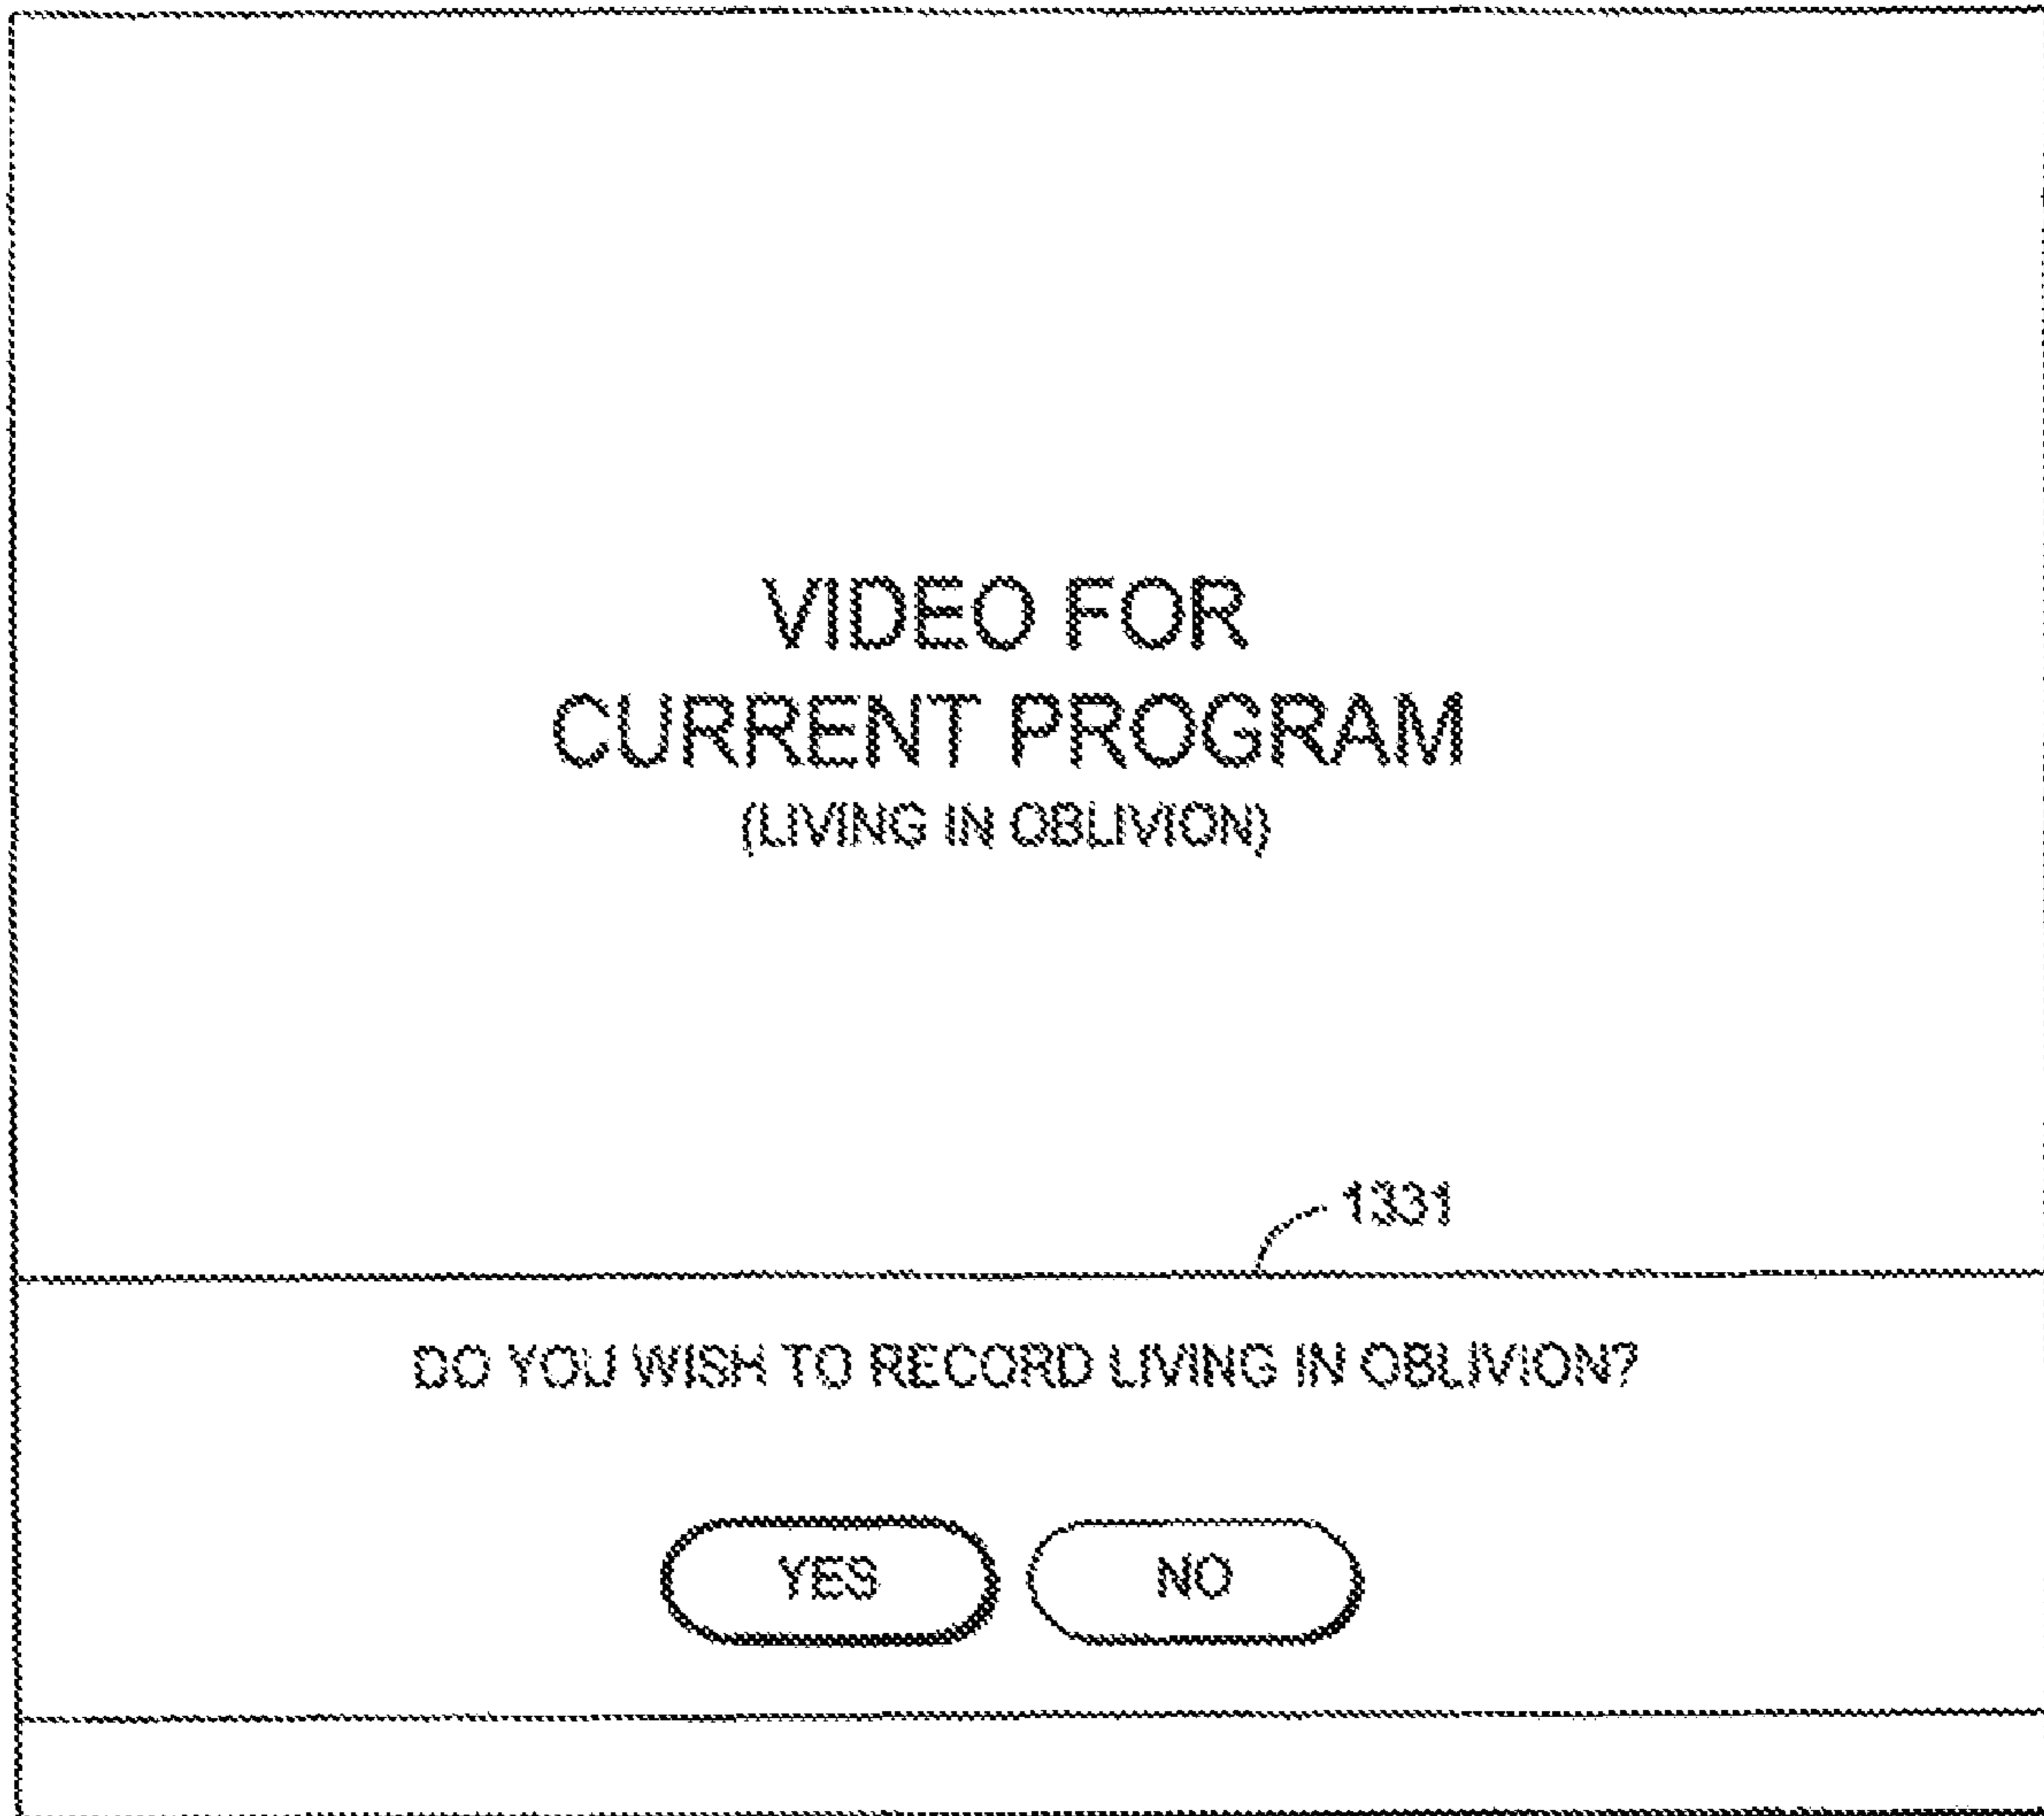 VIDEO FOR
CURRENT PROGRAM
(LIVING IN OBLIVION)
1331
DO YOU WISH TO RECORD LIVING IN OBLIVION?
YES NO